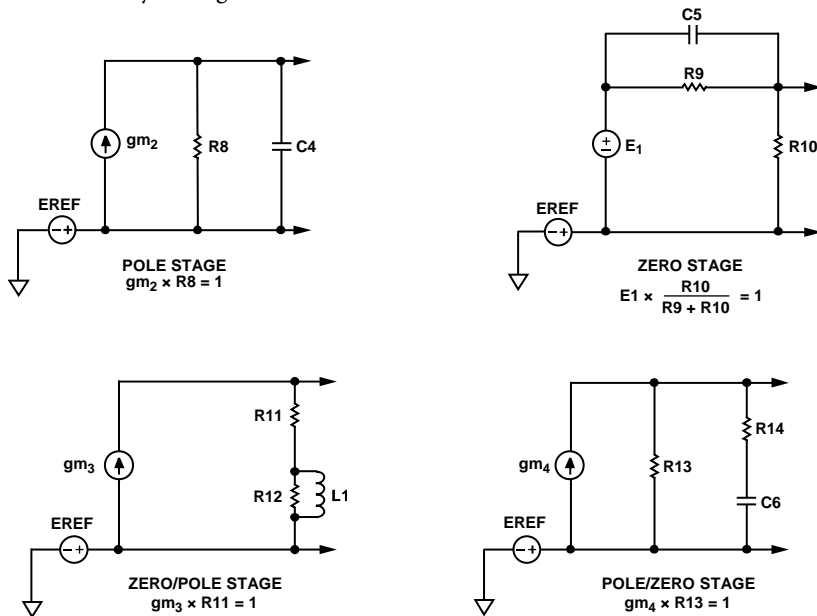 gm2
R8
C4
EREF
POLE STAGE
gm2 × R8 = 1
C5
R9
E1
R10
EREF
ZERO STAGE
E1 × R10 / R9 + R10 = 1
gm3
R11
R12
L1
EREF
ZERO/POLE STAGE
gm3 × R11 = 1
gm4
R13
R14
C6
EREF
POLE/ZERO STAGE
gm4 × R13 = 1